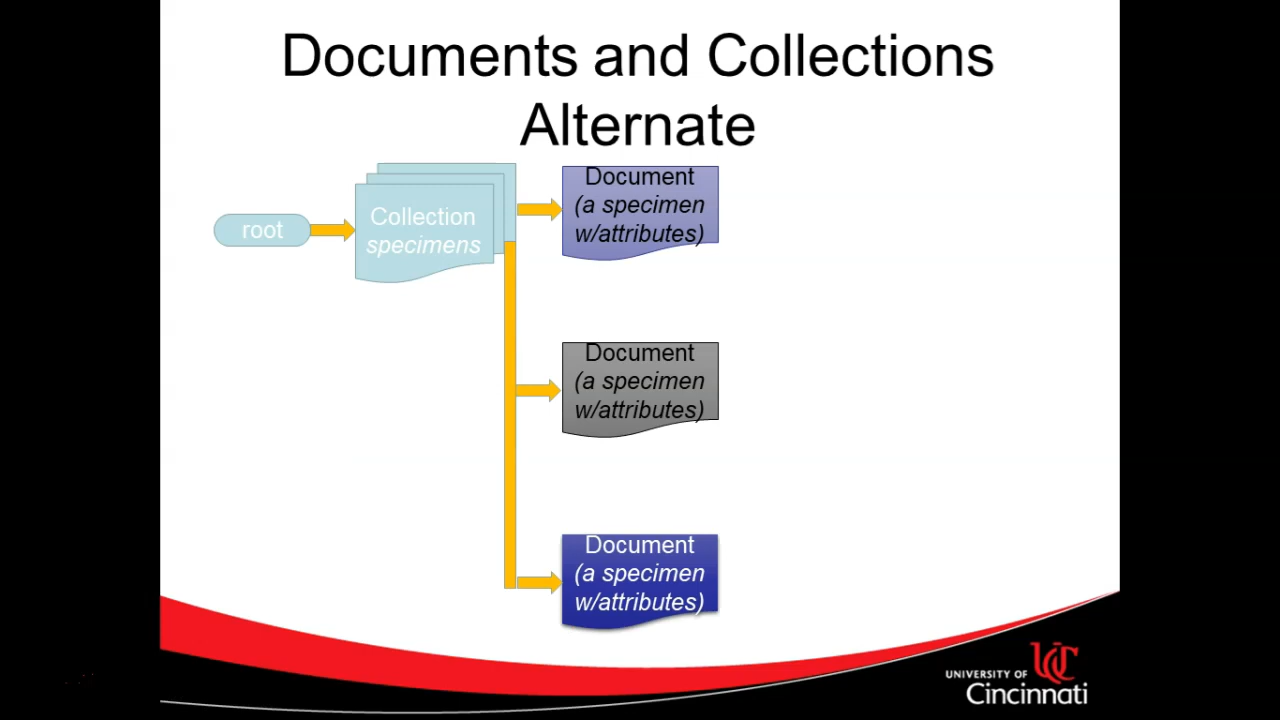 Documents and Collections
Alternate
root
Collection
specimens
Document
(a specimen
w/attributes)
Document
(a specimen
w/attributes)
Document
(a specimen
w/attributes)
UC
UNIVERSITY OF
Cincinnati